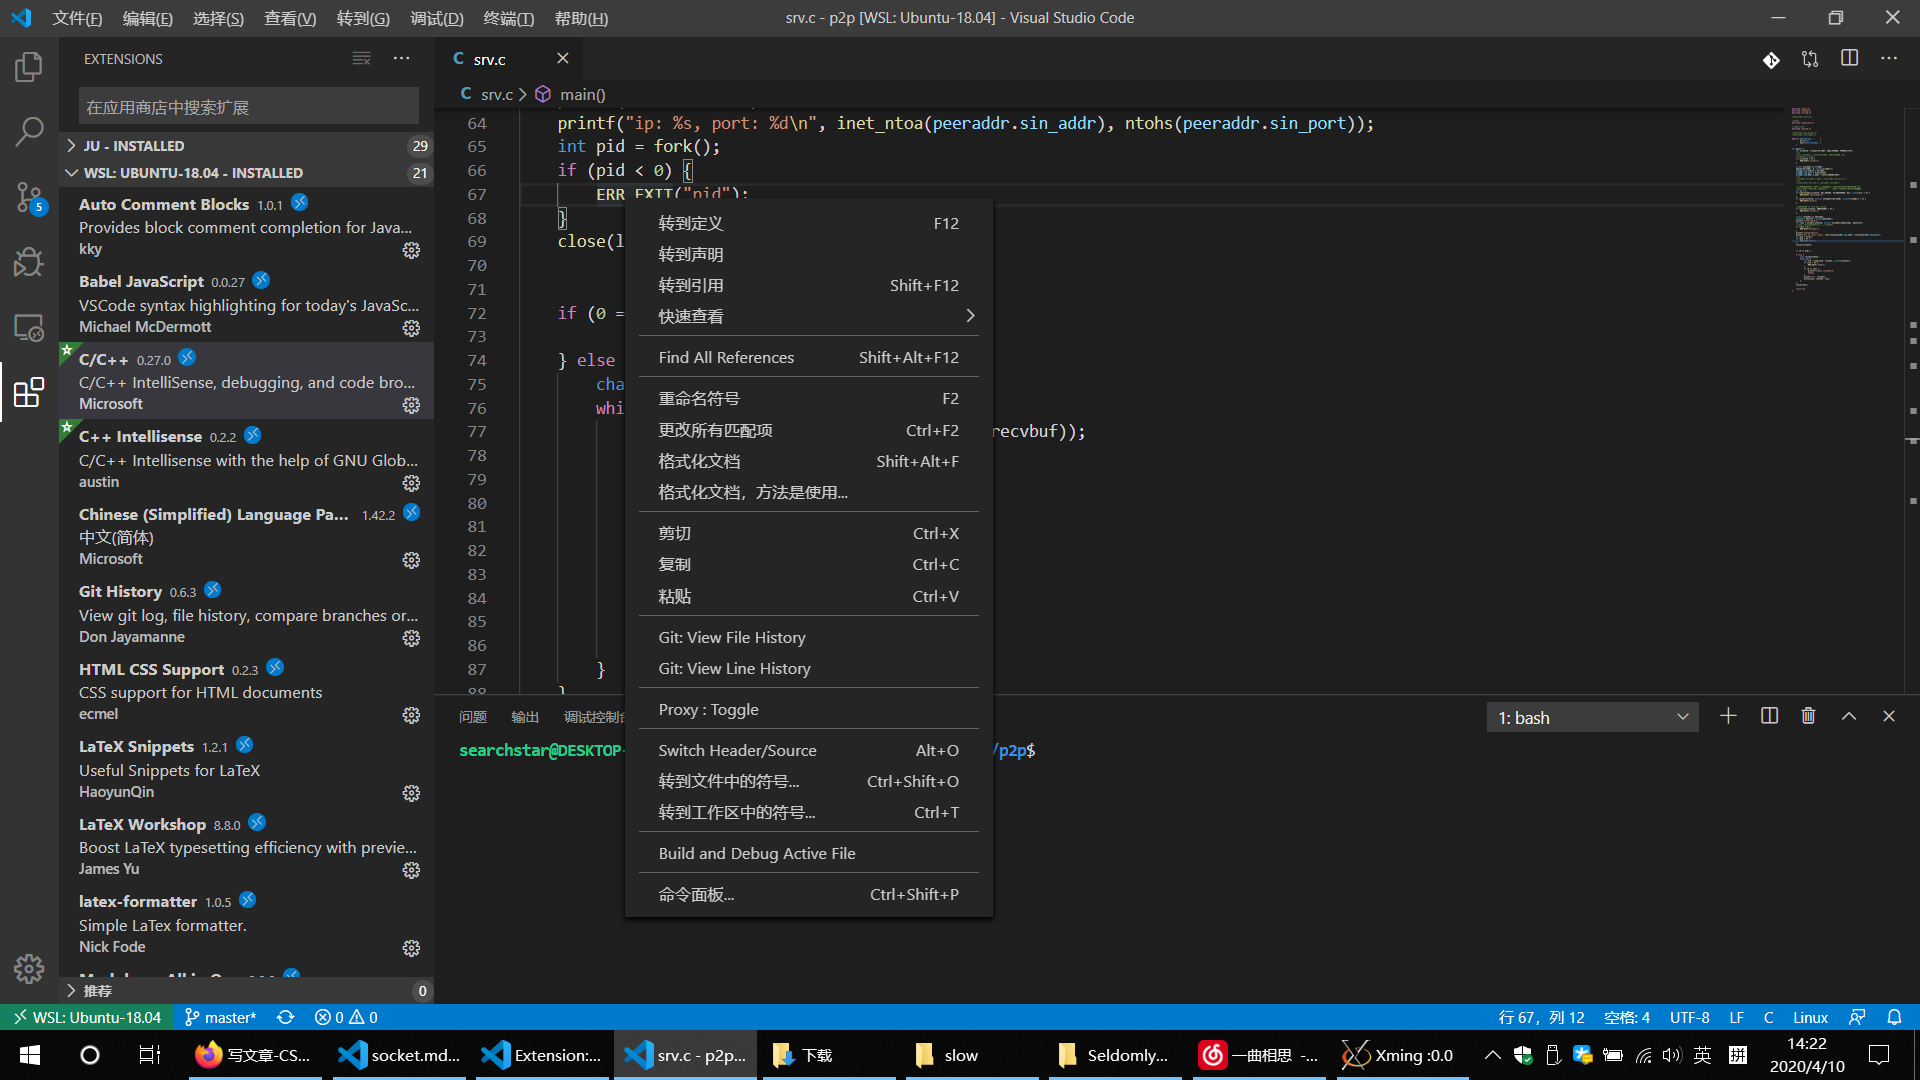 文件(F) 编辑(E) 选择(S) 查看(V) 转到(G) 调试(D) 终端(T) 帮助(H)
srv.c - p2p [WSL: Ubuntu-18.04] - Visual Studio Code
EXTENSIONS
在应用商店中搜索扩展
JU - INSTALLED 29
WSL: UBUNTU-18.04 - INSTALLED 21
Auto Comment Blocks 1.0.1
Provides block comment completion for Java...
kky
Babel JavaScript 0.0.27
VSCode syntax highlighting for today's JavaSc...
Michael McDermott
C/C++ 0.27.0
C/C++ IntelliSense, debugging, and code bro...
Microsoft
C++ Intellisense 0.2.2
C/C++ Intellisense with the help of GNU Glob...
austin
Chinese (Simplified) Language Pa... 1.42.2
中文(简体)
Microsoft
Git History 0.6.3
View git log, file history, compare branches or...
Don Jayamanne
HTML CSS Support 0.2.3
CSS support for HTML documents
ecmel
LaTeX Snippets 1.2.1
Useful Snippets for LaTeX
HaoyunQin
LaTeX Workshop 8.8.0
Boost LaTeX typesetting efficiency with previe...
James Yu
latex-formatter 1.0.5
Simple LaTex formatter.
Nick Fode
推荐 0
5
C srv.c
C srv.c > main()
64 printf("ip: %s, port: %d\n", inet_ntoa(peeraddr.sin_addr), ntohs(peeraddr.sin_port));
65 int pid = fork();
66 if (pid < 0) {
67 ERR_EXIT("pid");
68 }
69 close(l
70
71
72 if (0 =
73
74 } else
75 cha
76 whi
77 recvbuf));
78
79
80
81
82
83
84
85
86
87 }
88 }
转到定义 F12
转到声明
转到引用 Shift+F12
快速查看
Find All References Shift+Alt+F12
重命名符号 F2
更改所有匹配项 Ctrl+F2
格式化文档 Shift+Alt+F
格式化文档，方法是使用...
剪切 Ctrl+X
复制 Ctrl+C
粘贴 Ctrl+V
Git: View File History
Git: View Line History
Proxy : Toggle
Switch Header/Source Alt+O
转到文件中的符号... Ctrl+Shift+O
转到工作区中的符号... Ctrl+T
Build and Debug Active File
命令面板... Ctrl+Shift+P
问题 输出 调试控制台
1: bash
searchstar@DESKTOP- /p2p$
WSL: Ubuntu-18.04 master* 0 0
行 67，列 12 空格: 4 UTF-8 LF C Linux
写文章-CS... socket.md... Extension:... srv.c - p2p... 下载 slow Seldomly... 一曲相思 -... Xming :0.0
英 拼
14:22
2020/4/10